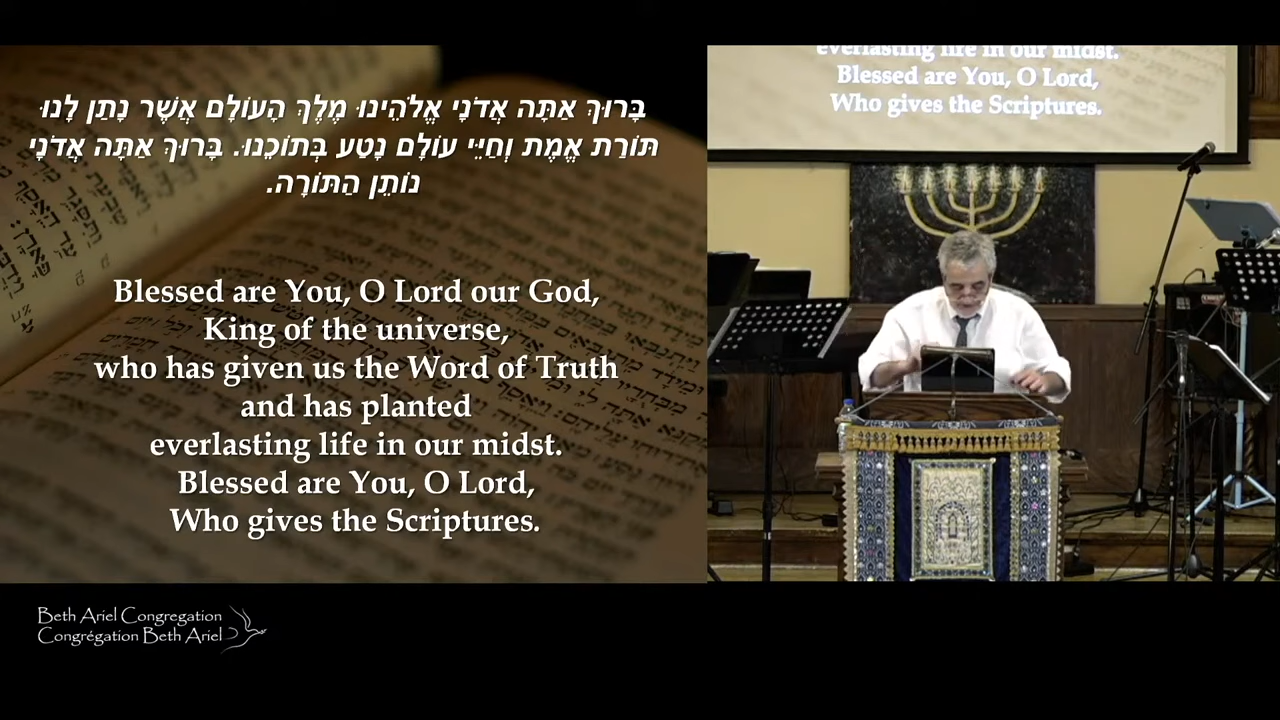 בָּרוּךְ אַתָּה אֲדֹנָי אֱלֹהֵינוּ מֶלֶךְ הָעוֹלָם אֲשֶׁר נָתַן לָנוּ
תּוֹרַת אֱמֶת וְחַיֵּי עוֹלָם נָטַע בְּתוֹכֵנוּ. בָּרוּךְ אַתָּה אֲדֹנָי
נוֹתֵן הַתּוֹרָה.
Blessed are You, O Lord our God,
King of the universe,
who has given us the Word of Truth
and has planted
everlasting life in our midst.
Blessed are You, O Lord,
Who gives the Scriptures.
everlasting life in our midst.
Blessed are You, O Lord,
Who gives the Scriptures.
Beth Ariel Congregation
Congrégation Beth Ariel